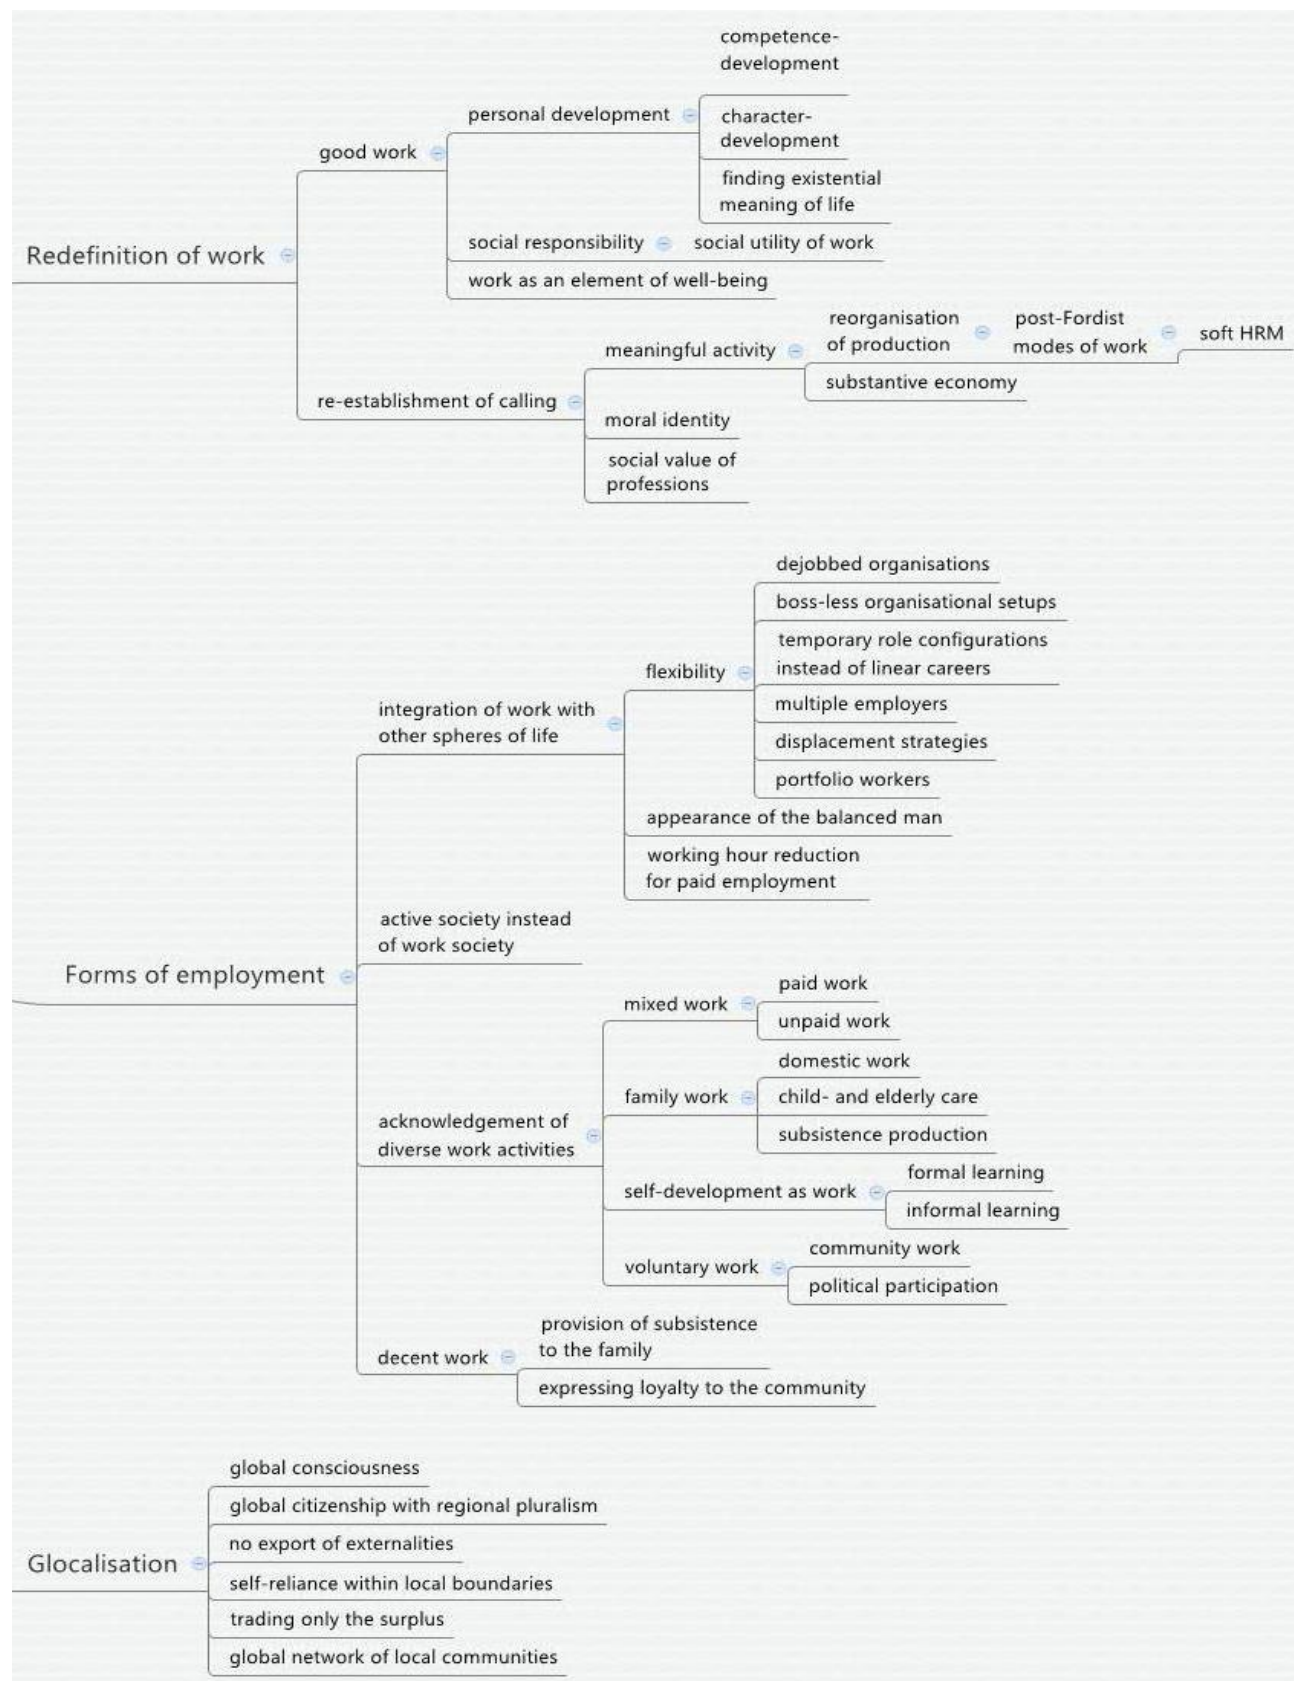 competence-
development
personal development
character-
development
good work
finding existential
meaning of life
Redefinition of work
social responsibility
social utility of work
work as an element of well-being
reorganisation
of production
post-Fordist
modes of work
soft HRM
meaningful activity
substantive economy
re-establishment of calling
moral identity
social value of
professions
dejobbed organisations
boss-less organisational setups
temporary role configurations
instead of linear careers
flexibility
multiple employers
integration of work with
other spheres of life
displacement strategies
portfolio workers
appearance of the balanced man
working hour reduction
for paid employment
active society instead
of work society
Forms of employment
paid work
mixed work
unpaid work
domestic work
family work
child- and elderly care
acknowledgement of
diverse work activities
subsistence production
formal learning
self-development as work
informal learning
community work
voluntary work
political participation
provision of subsistence
to the family
decent work
expressing loyalty to the community
global consciousness
global citizenship with regional pluralism
no export of externalities
Glocalisation
self-reliance within local boundaries
trading only the surplus
global network of local communities